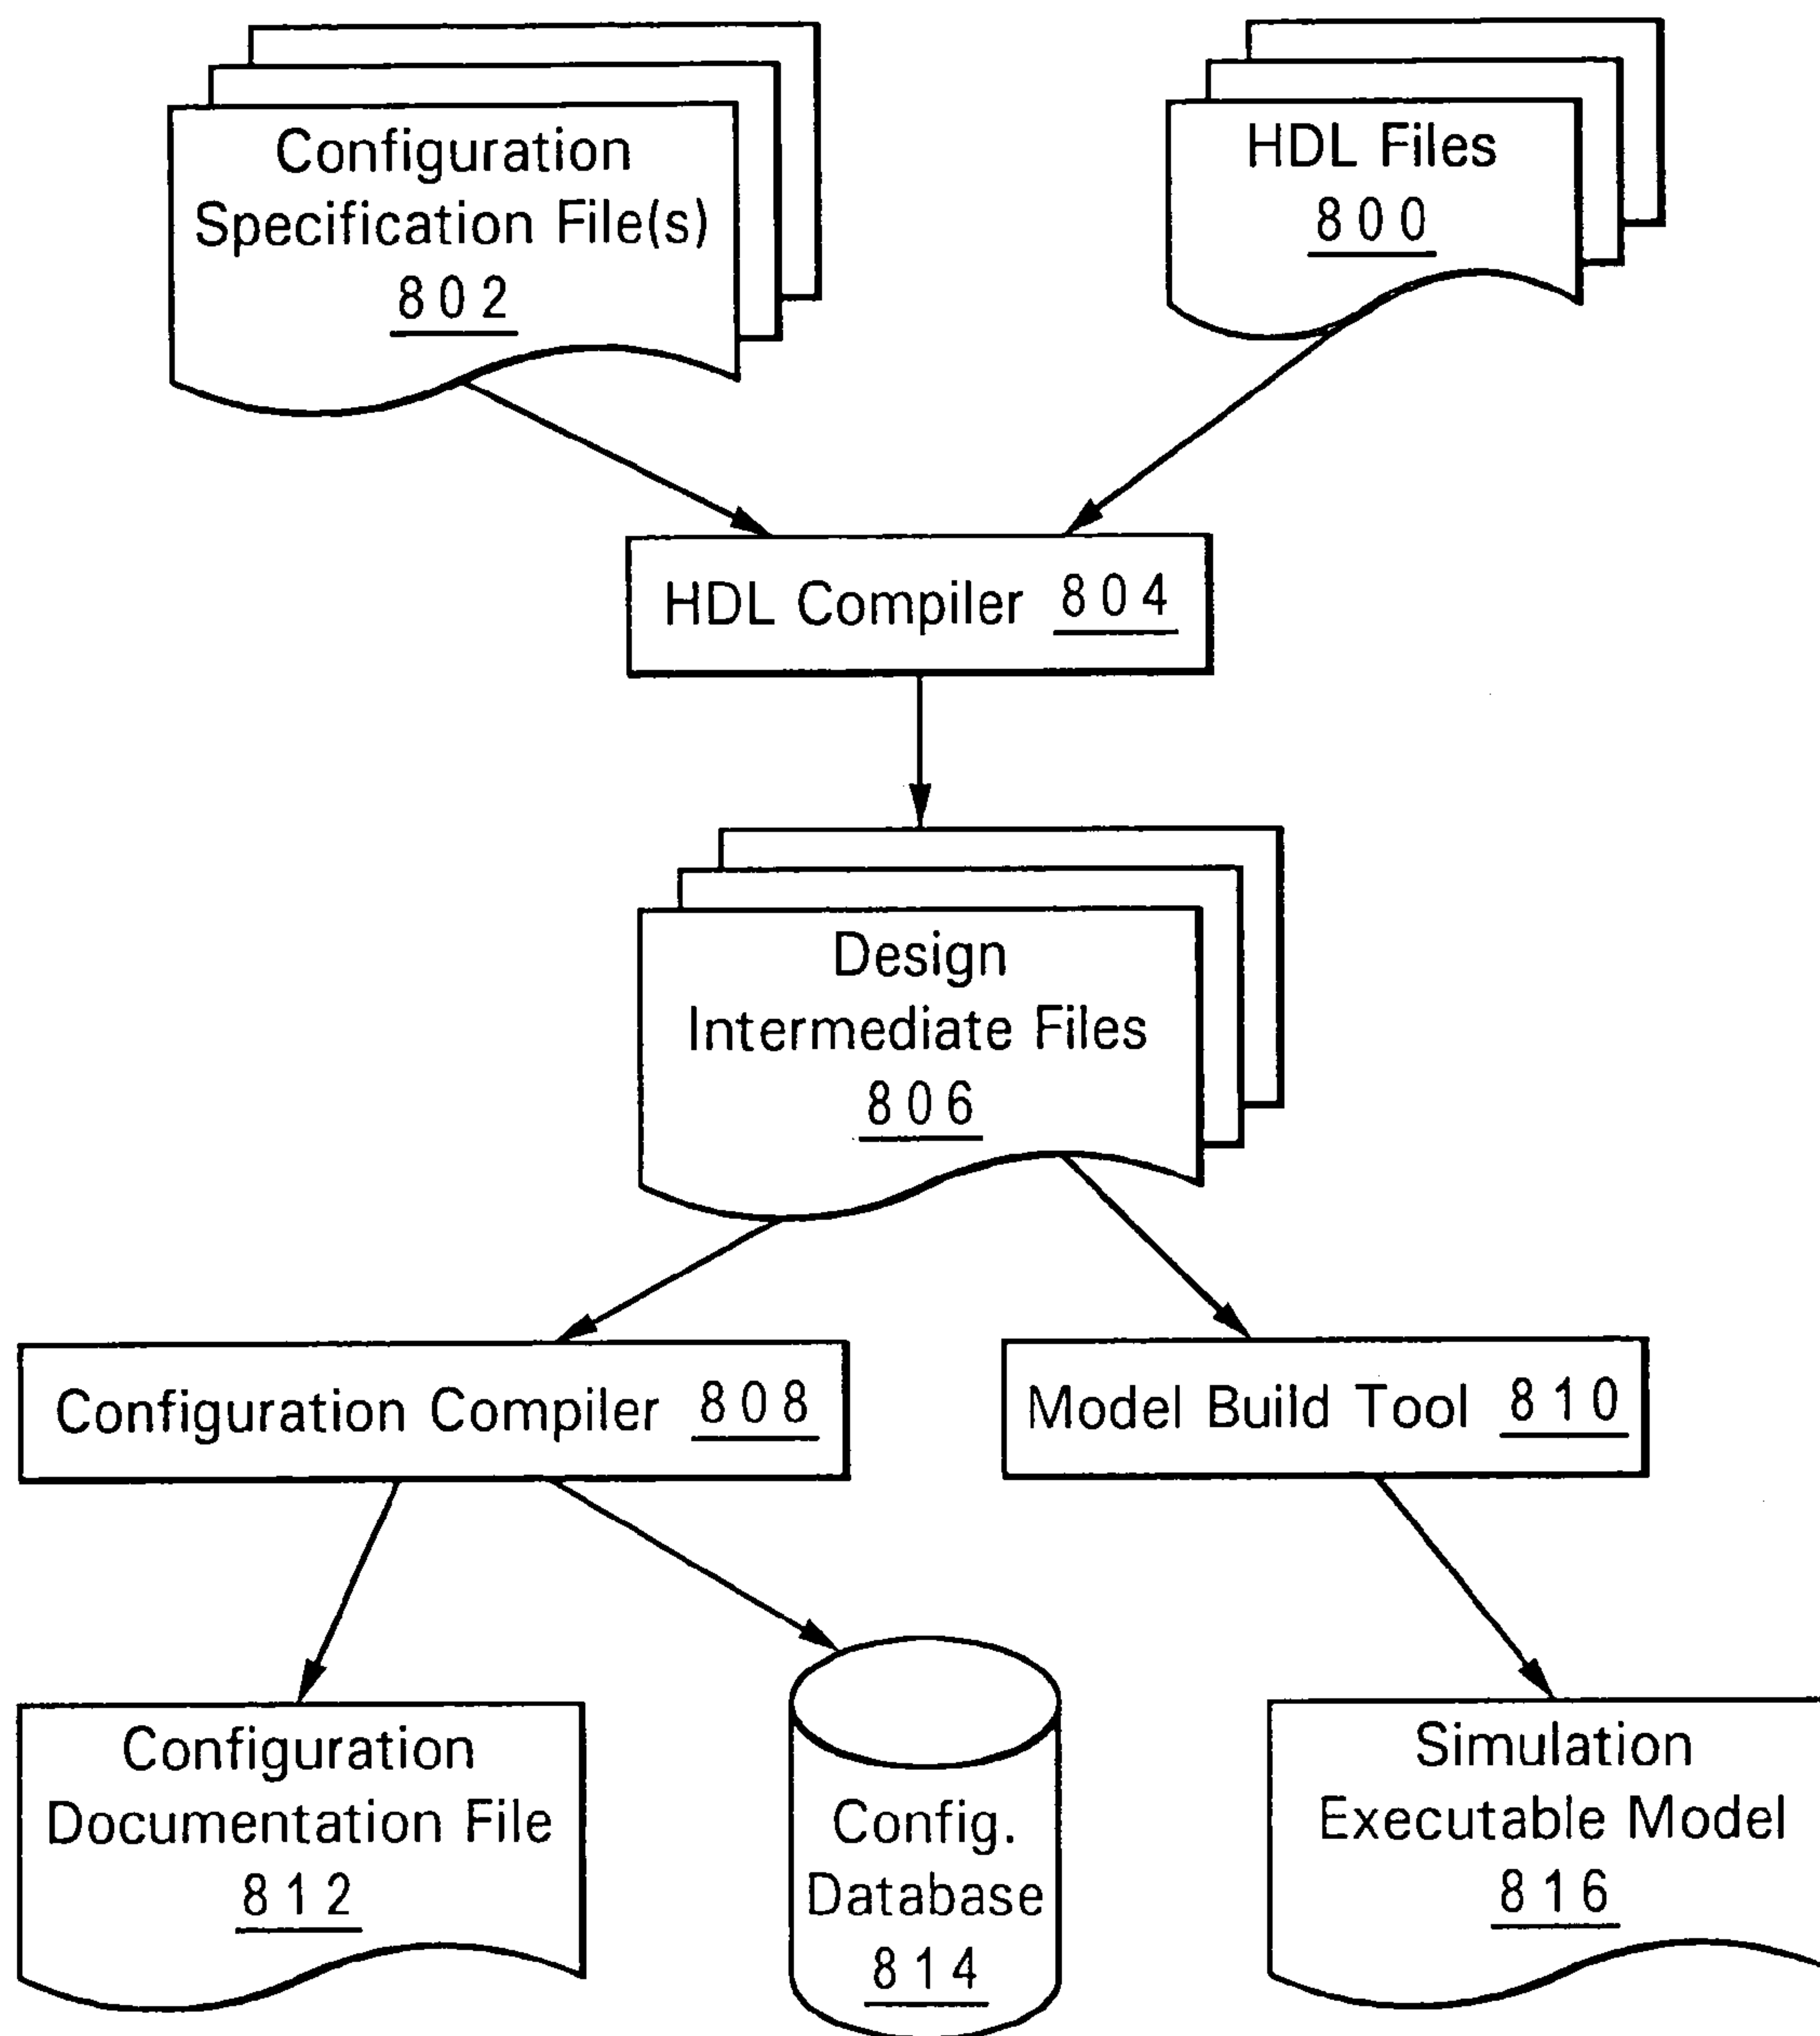 Configuration
Specification File(s)
802
HDL Files
800
HDL Compiler 804
Design
Intermediate Files
806
Configuration Compiler 808
Model Build Tool 810
Configuration
Documentation File
812
Config.
Database
814
Simulation
Executable Model
816